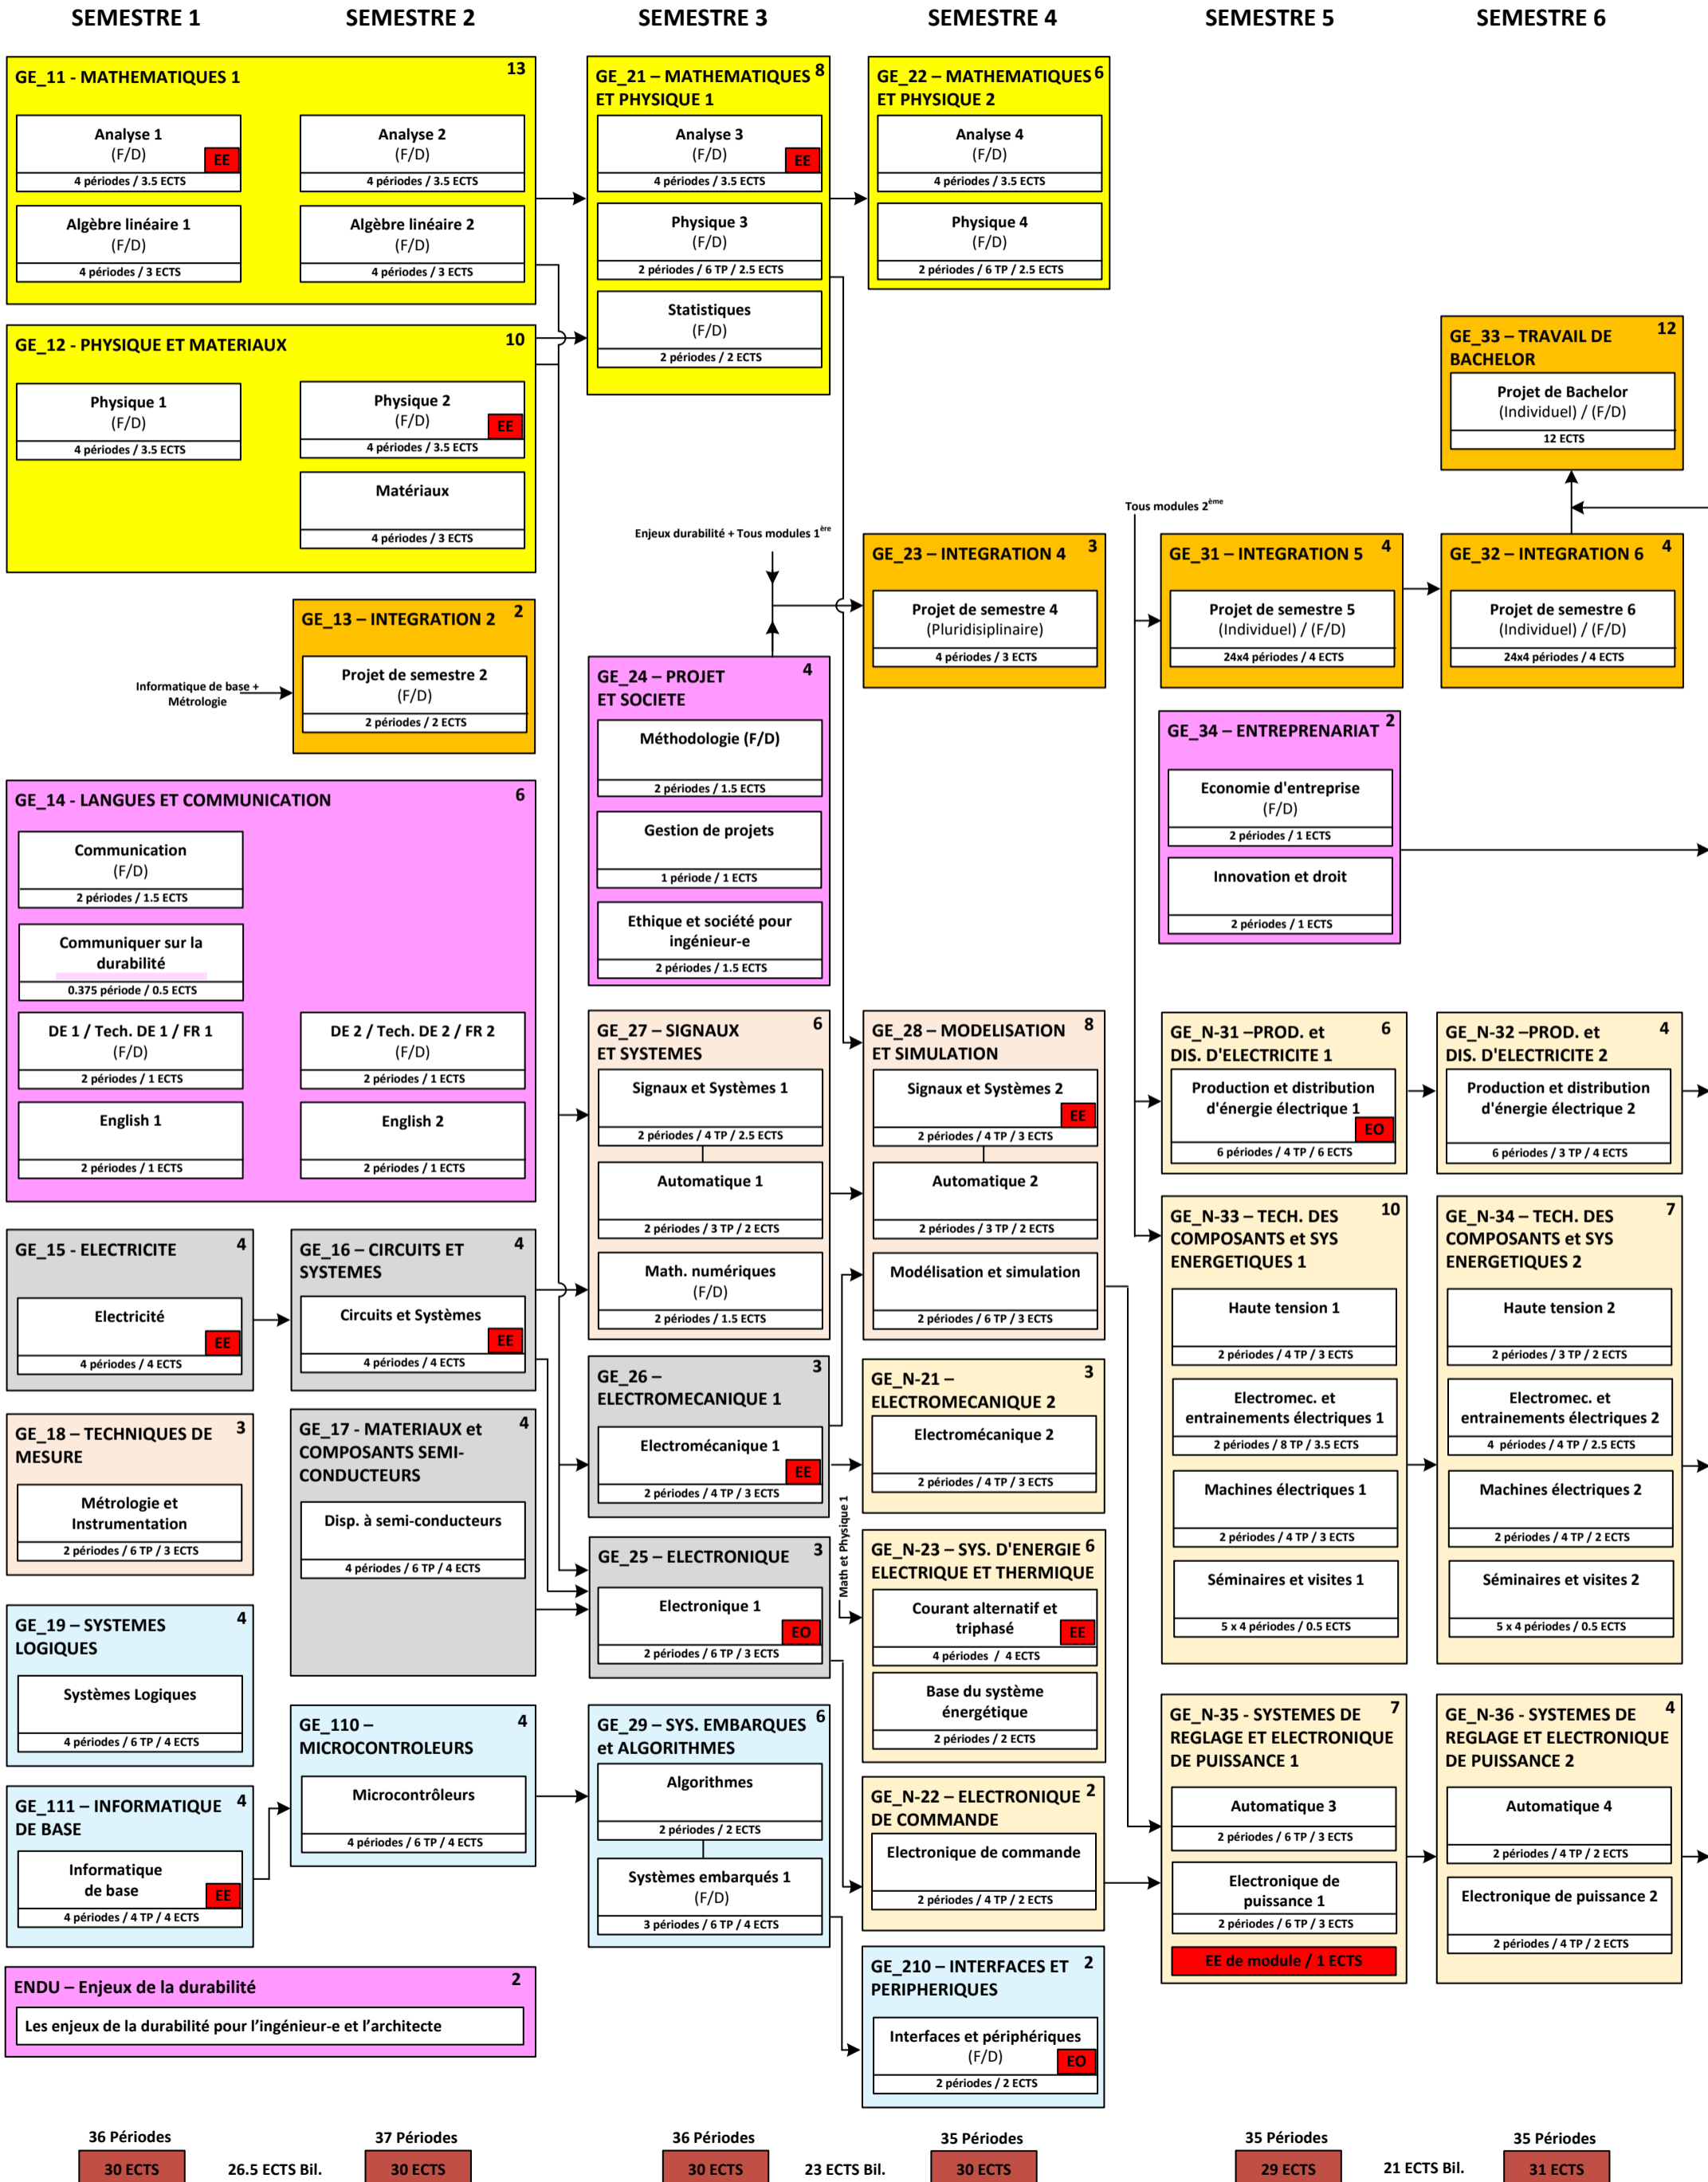 SEMESTRE 1
SEMESTRE 2
SEMESTRE 3
SEMESTRE 4
SEMESTRE 5
SEMESTRE 6
GE_11 - MATHEMATIQUES 1
13
Analyse 1
(F/D)
EE
4 périodes / 3.5 ECTS
Analyse 2
(F/D)
4 périodes / 3.5 ECTS
Algèbre linéaire 1
(F/D)
4 périodes / 3 ECTS
Algèbre linéaire 2
(F/D)
4 périodes / 3 ECTS
GE_12 - PHYSIQUE ET MATERIAUX
10
Physique 1
(F/D)
4 périodes / 3.5 ECTS
Physique 2
(F/D)
EE
4 périodes / 3.5 ECTS
Matériaux
4 périodes / 3 ECTS
Informatique de base +
Métrologie
GE_13 – INTEGRATION 2
2
Projet de semestre 2
(F/D)
2 périodes / 2 ECTS
GE_14 - LANGUES ET COMMUNICATION
6
Communication
(F/D)
2 périodes / 1.5 ECTS
Communiquer sur la
durabilité
0.375 période / 0.5 ECTS
DE 1 / Tech. DE 1 / FR 1
(F/D)
2 périodes / 1 ECTS
DE 2 / Tech. DE 2 / FR 2
(F/D)
2 périodes / 1 ECTS
English 1
2 périodes / 1 ECTS
English 2
2 périodes / 1 ECTS
GE_15 - ELECTRICITE
4
Electricité
EE
4 périodes / 4 ECTS
GE_16 – CIRCUITS ET
SYSTEMES
4
Circuits et Systèmes
EE
4 périodes / 4 ECTS
GE_18 – TECHNIQUES DE
MESURE
3
Métrologie et
Instrumentation
2 périodes / 6 TP / 3 ECTS
GE_17 - MATERIAUX et
COMPOSANTS SEMI-
CONDUCTEURS
4
Disp. à semi-conducteurs
4 périodes / 6 TP / 4 ECTS
GE_19 – SYSTEMES
LOGIQUES
4
Systèmes Logiques
4 périodes / 6 TP / 4 ECTS
GE_110 –
MICROCONTROLEURS
4
Microcontrôleurs
4 périodes / 6 TP / 4 ECTS
GE_111 – INFORMATIQUE
DE BASE
4
Informatique
de base
EE
4 périodes / 4 TP / 4 ECTS
ENDU – Enjeux de la durabilité
2
Les enjeux de la durabilité pour l’ingénieur-e et l’architecte
GE_21 – MATHEMATIQUES
ET PHYSIQUE 1
8
Analyse 3
(F/D)
EE
4 périodes / 3.5 ECTS
Physique 3
(F/D)
2 périodes / 6 TP / 2.5 ECTS
Statistiques
(F/D)
2 périodes / 2 ECTS
Enjeux durabilité + Tous modules 1ère
GE_24 – PROJET
ET SOCIETE
4
Méthodologie (F/D)
2 périodes / 1.5 ECTS
Gestion de projets
1 période / 1 ECTS
Ethique et société pour
ingénieur-e
2 périodes / 1.5 ECTS
GE_27 – SIGNAUX
ET SYSTEMES
6
Signaux et Systèmes 1
2 périodes / 4 TP / 2.5 ECTS
Automatique 1
2 périodes / 3 TP / 2 ECTS
Math. numériques
(F/D)
2 périodes / 1.5 ECTS
GE_26 –
ELECTROMECANIQUE 1
3
Electromécanique 1
EE
2 périodes / 4 TP / 3 ECTS
GE_25 – ELECTRONIQUE
3
Electronique 1
EO
2 périodes / 6 TP / 3 ECTS
GE_29 – SYS. EMBARQUES
et ALGORITHMES
6
Algorithmes
2 périodes / 2 ECTS
Systèmes embarqués 1
(F/D)
3 périodes / 6 TP / 4 ECTS
GE_22 – MATHEMATIQUES
ET PHYSIQUE 2
6
Analyse 4
(F/D)
4 périodes / 3.5 ECTS
Physique 4
(F/D)
2 périodes / 6 TP / 2.5 ECTS
GE_23 – INTEGRATION 4
3
Projet de semestre 4
(Pluridisiplinaire)
4 périodes / 3 ECTS
GE_28 – MODELISATION
ET SIMULATION
8
Signaux et Systèmes 2
EE
2 périodes / 4 TP / 3 ECTS
Automatique 2
2 périodes / 3 TP / 2 ECTS
Modélisation et simulation
2 périodes / 6 TP / 3 ECTS
GE_N-21 –
ELECTROMECANIQUE 2
3
Electromécanique 2
2 périodes / 4 TP / 3 ECTS
Math et Physique 1
GE_N-23 – SYS. D'ENERGIE
ELECTRIQUE ET THERMIQUE
6
Courant alternatif et
triphasé
EE
4 périodes / 4 ECTS
Base du système
énergétique
2 périodes / 2 ECTS
GE_N-22 – ELECTRONIQUE
DE COMMANDE
2
Electronique de commande
2 périodes / 4 TP / 2 ECTS
GE_210 – INTERFACES ET
PERIPHERIQUES
2
Interfaces et périphériques
(F/D)
EO
2 périodes / 2 ECTS
Tous modules 2ème
GE_31 – INTEGRATION 5
4
Projet de semestre 5
(Individuel) / (F/D)
24x4 périodes / 4 ECTS
GE_34 – ENTREPRENARIAT
2
Economie d'entreprise
(F/D)
2 périodes / 1 ECTS
Innovation et droit
2 périodes / 1 ECTS
GE_N-31 –PROD. et
DIS. D'ELECTRICITE 1
6
Production et distribution
d'énergie électrique 1
EO
6 périodes / 4 TP / 6 ECTS
GE_N-33 – TECH. DES
COMPOSANTS et SYS
ENERGETIQUES 1
10
Haute tension 1
2 périodes / 4 TP / 3 ECTS
Electromec. et
entrainements électriques 1
2 périodes / 8 TP / 3.5 ECTS
Machines électriques 1
2 périodes / 4 TP / 3 ECTS
Séminaires et visites 1
5 x 4 périodes / 0.5 ECTS
GE_N-35 - SYSTEMES DE
REGLAGE ET ELECTRONIQUE
DE PUISSANCE 1
7
Automatique 3
2 périodes / 6 TP / 3 ECTS
Electronique de
puissance 1
2 périodes / 6 TP / 3 ECTS
EE de module / 1 ECTS
GE_33 – TRAVAIL DE
BACHELOR
12
Projet de Bachelor
(Individuel) / (F/D)
12 ECTS
GE_32 – INTEGRATION 6
4
Projet de semestre 6
(Individuel) / (F/D)
24x4 périodes / 4 ECTS
GE_N-32 –PROD. et
DIS. D'ELECTRICITE 2
4
Production et distribution
d'énergie électrique 2
6 périodes / 3 TP / 4 ECTS
GE_N-34 – TECH. DES
COMPOSANTS et SYS
ENERGETIQUES 2
7
Haute tension 2
2 périodes / 3 TP / 2 ECTS
Electromec. et
entrainements électriques 2
4 périodes / 4 TP / 2.5 ECTS
Machines électriques 2
2 périodes / 4 TP / 2 ECTS
Séminaires et visites 2
5 x 4 périodes / 0.5 ECTS
GE_N-36 - SYSTEMES DE
REGLAGE ET ELECTRONIQUE
DE PUISSANCE 2
4
Automatique 4
2 périodes / 4 TP / 2 ECTS
Electronique de puissance 2
2 périodes / 4 TP / 2 ECTS
36 Périodes
37 Périodes
36 Périodes
35 Périodes
35 Périodes
35 Périodes
30 ECTS
26.5 ECTS Bil.
30 ECTS
30 ECTS
23 ECTS Bil.
30 ECTS
29 ECTS
21 ECTS Bil.
31 ECTS